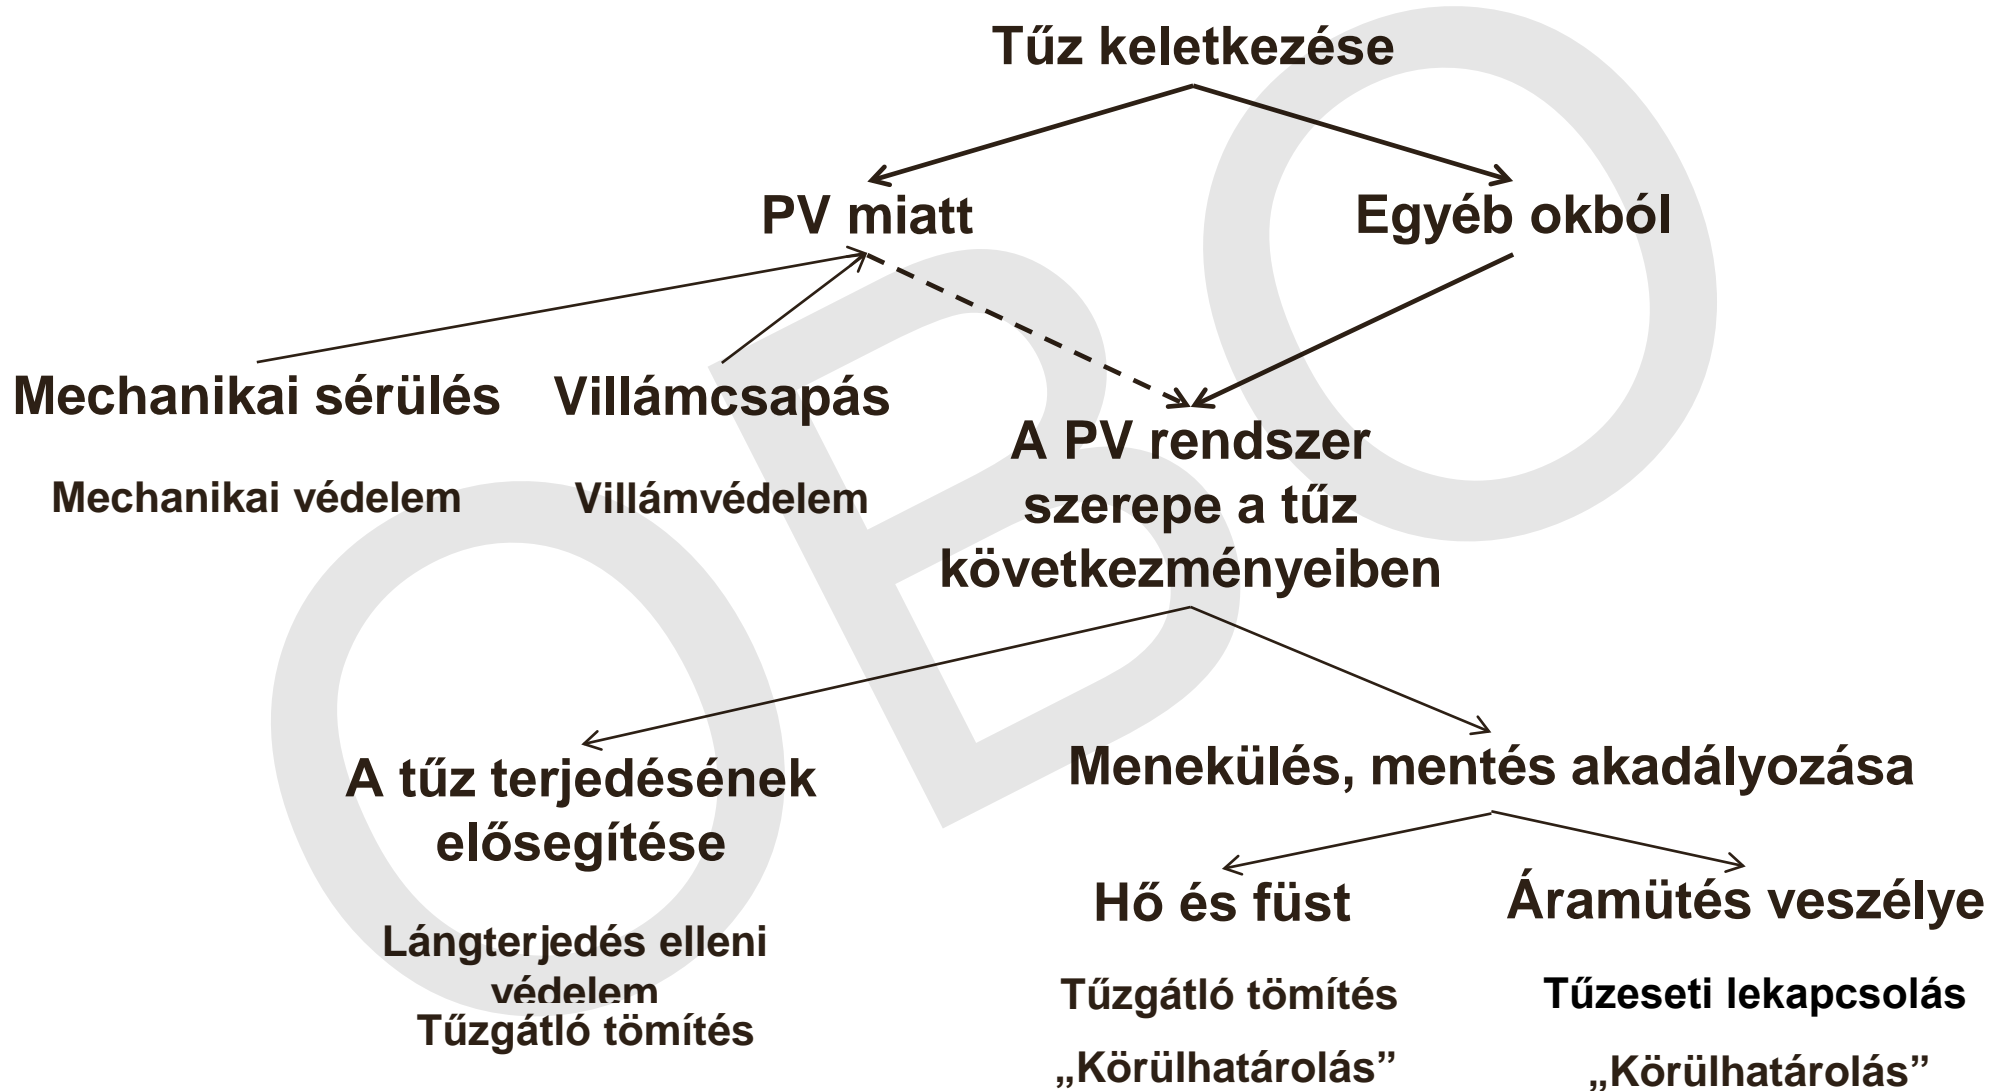 Tűz keletkezése
PV miatt
Egyéb okból
Mechanikai sérülés
Villámcsapás
Mechanikai védelem
Villámvédelem
A PV rendszer
szerepe a tűz
következményeiben
A tűz terjedésének
elősegítése
Lángterjedés elleni
védelem
Tűzgátló tömítés
Menekülés, mentés akadályozása
Hő és füst
Tűzgátló tömítés
„Körülhatárolás”
Áramütés veszélye
Tűzeseti lekapcsolás
„Körülhatárolás”
OBO